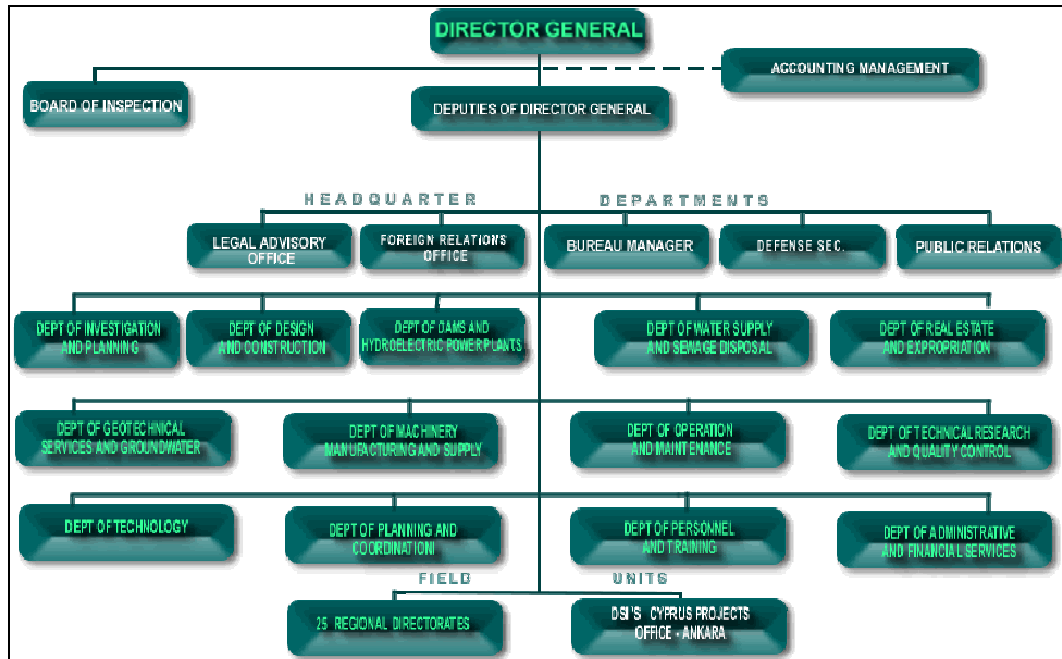 DIRECTOR GENERAL
ACCOUNTING MANAGEMENT
BOARD OF INSPECTION
DEPUTIES OF DIRECTOR GENERAL
HEADQUARTER DEPARTMENTS
LEGAL ADVISORY
OFFICE
FOREIGN RELATIONS
OFFICE
BUREAU MANAGER
DEFENSE SEC.
PUBLIC RELATIONS
DEPT OF INVESTIGATION
AND PLANNING
DEPT OF DESIGN
AND CONSTRUCTION
DEPT OF DAMS AND
HYDROELECTRIC POWER PLANTS
DEPT OF WATER SUPPLY
AND SEWAGE DISPOSAL
DEPT OF REAL ESTATE
AND EXPROPRIATION
DEPT OF GEOTECHNICAL
SERVICES AND GROUNDWATER
DEPT OF MACHINERY
MANUFACTURING AND SUPPLY
DEPT OF OPERATION
AND MAINTENANCE
DEPT OF TECHNICAL RESEARCH
AND QUALITY CONTROL
DEPT OF TECHNOLOGY
DEPT OF PLANNING AND
COORDINATIONI
DEPT OF PERSONNEL
AND TRAINING
DEPT OF ADMINISTRATIVE
AND FINANCIAL SERVICES
FIELD UNITS
25 REGIONAL DIRECTORATES
DSI'S CYPRUS PROJECTS
OFFICE - ANKARA